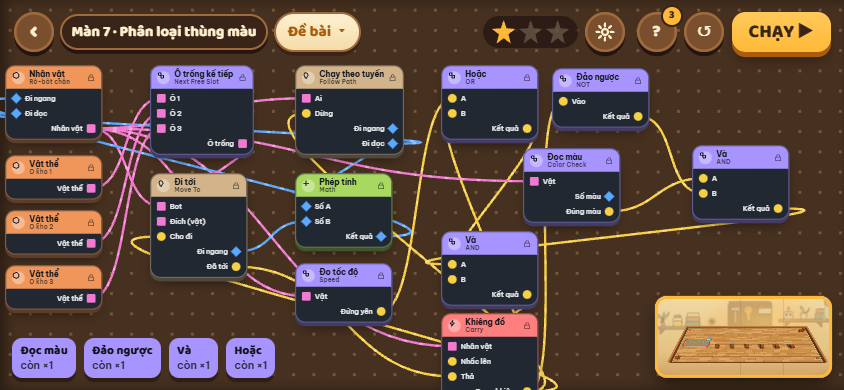 Màn 7 · Phân loại thùng màu
Đề bài
3
?
CHẠY
Nhân vật
Rô-bốt chăn
Đi ngang
Đi dọc
Nhân vật
Vật thể
Ô kho 1
Vật thể
Vật thể
Ô kho 2
Vật thể
Vật thể
Ô kho 3
Vật thể
Ô trống kế tiếp
Next Free Slot
Ô 1
Ô 2
Ô 3
Ô trống
Đi tới
Move To
Bot
Đích (vật)
Cho đi
Đi ngang
Đã tới
Chạy theo tuyến
Follow Path
Ai
Dừng
Đi ngang
Đi dọc
Phép tính
Math
Số A
Số B
Kết quả
Đo tốc độ
Speed
Vật
Đứng yên
Hoặc
OR
A
B
Kết quả
Và
AND
A
B
Kết quả
Khiêng đồ
Carry
Nhân vật
Nhấc lên
Thả
Đảo ngược
NOT
Vào
Kết quả
Đọc màu
Color Check
Vật
Số màu
Đúng màu
Và
AND
A
B
Kết quả
Đọc màu
còn ×1
Đảo ngược
còn ×1
Và
còn ×1
Hoặc
còn ×1